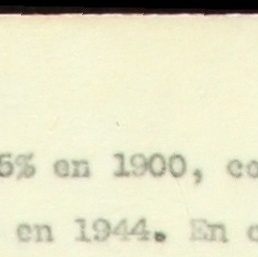 5% en 1900, co
en 1944. En c